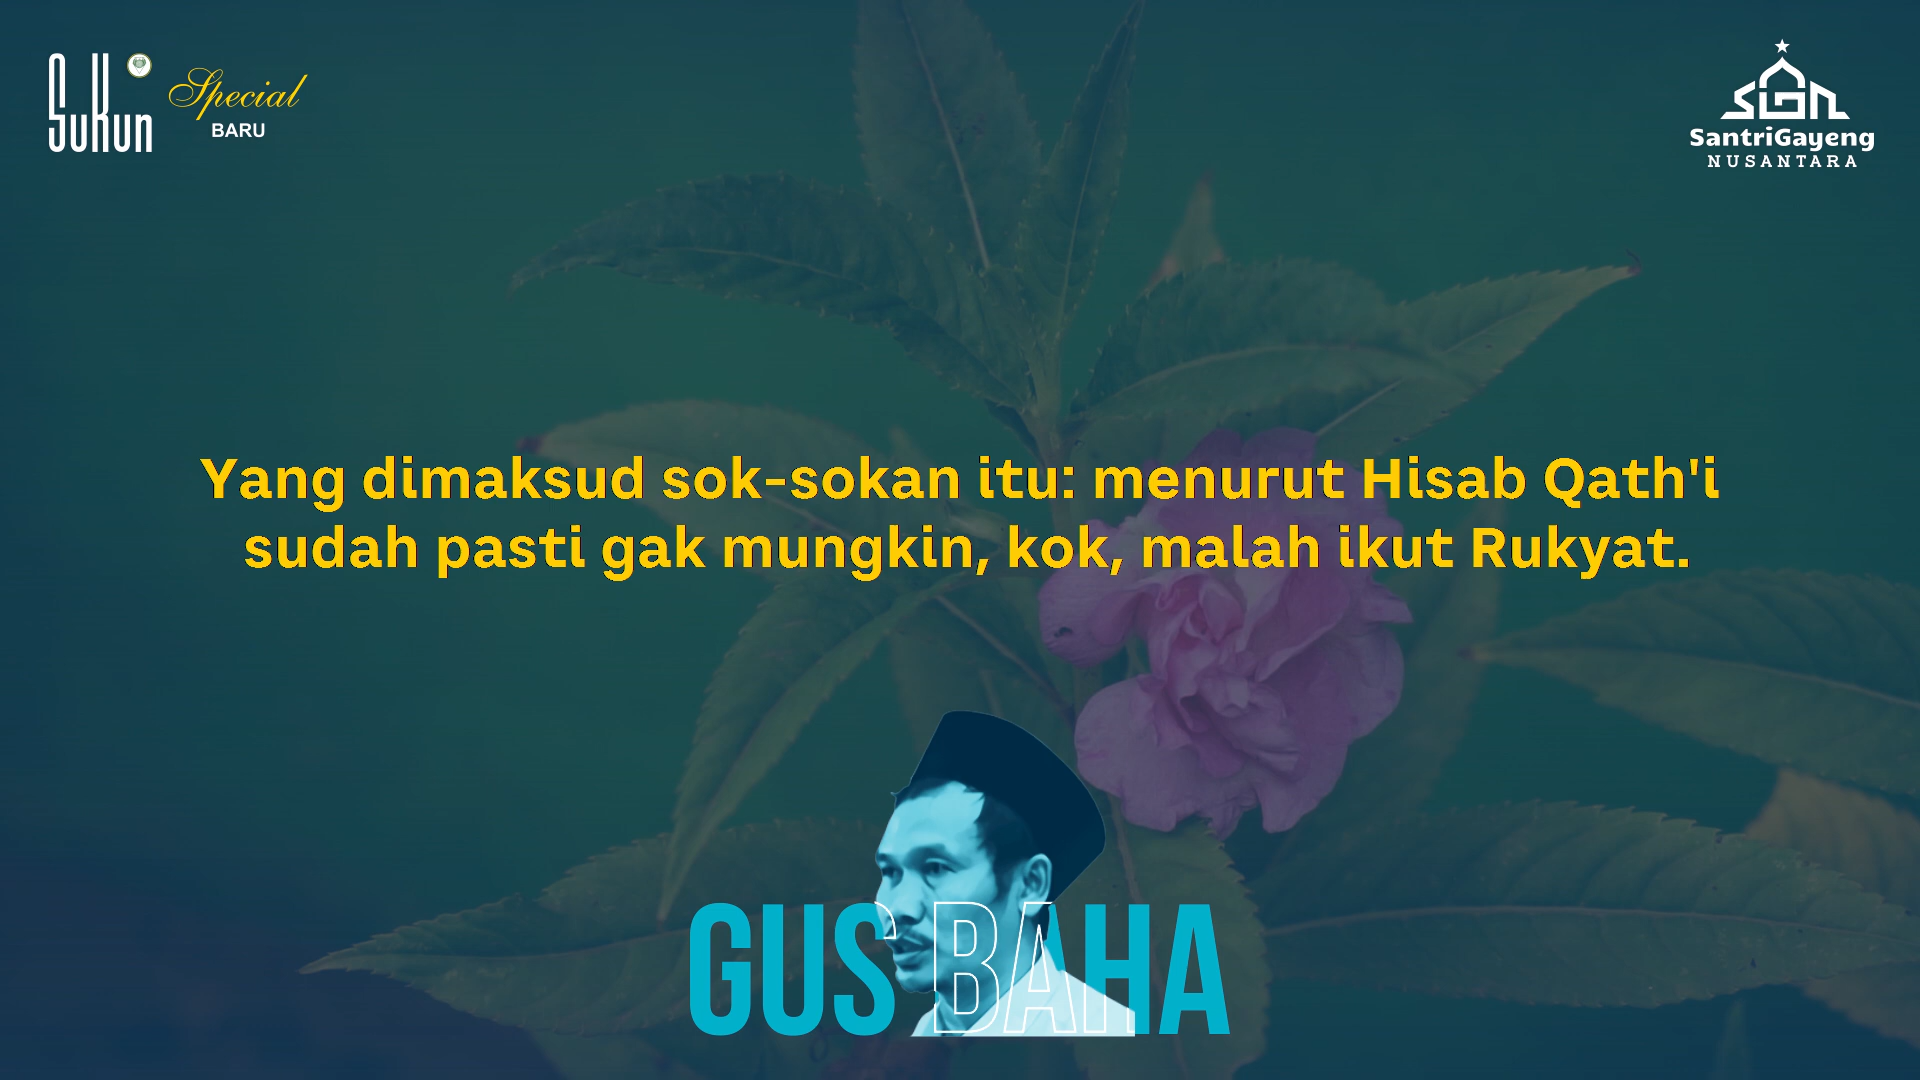 SuKun
Special
BARU
SIGN
SantriGayeng
NUSANTARA
Yang dimaksud sok-sokan itu: menurut Hisab Qath'i
sudah pasti gak mungkin, kok, malah ikut Rukyat.
GUS BAHA